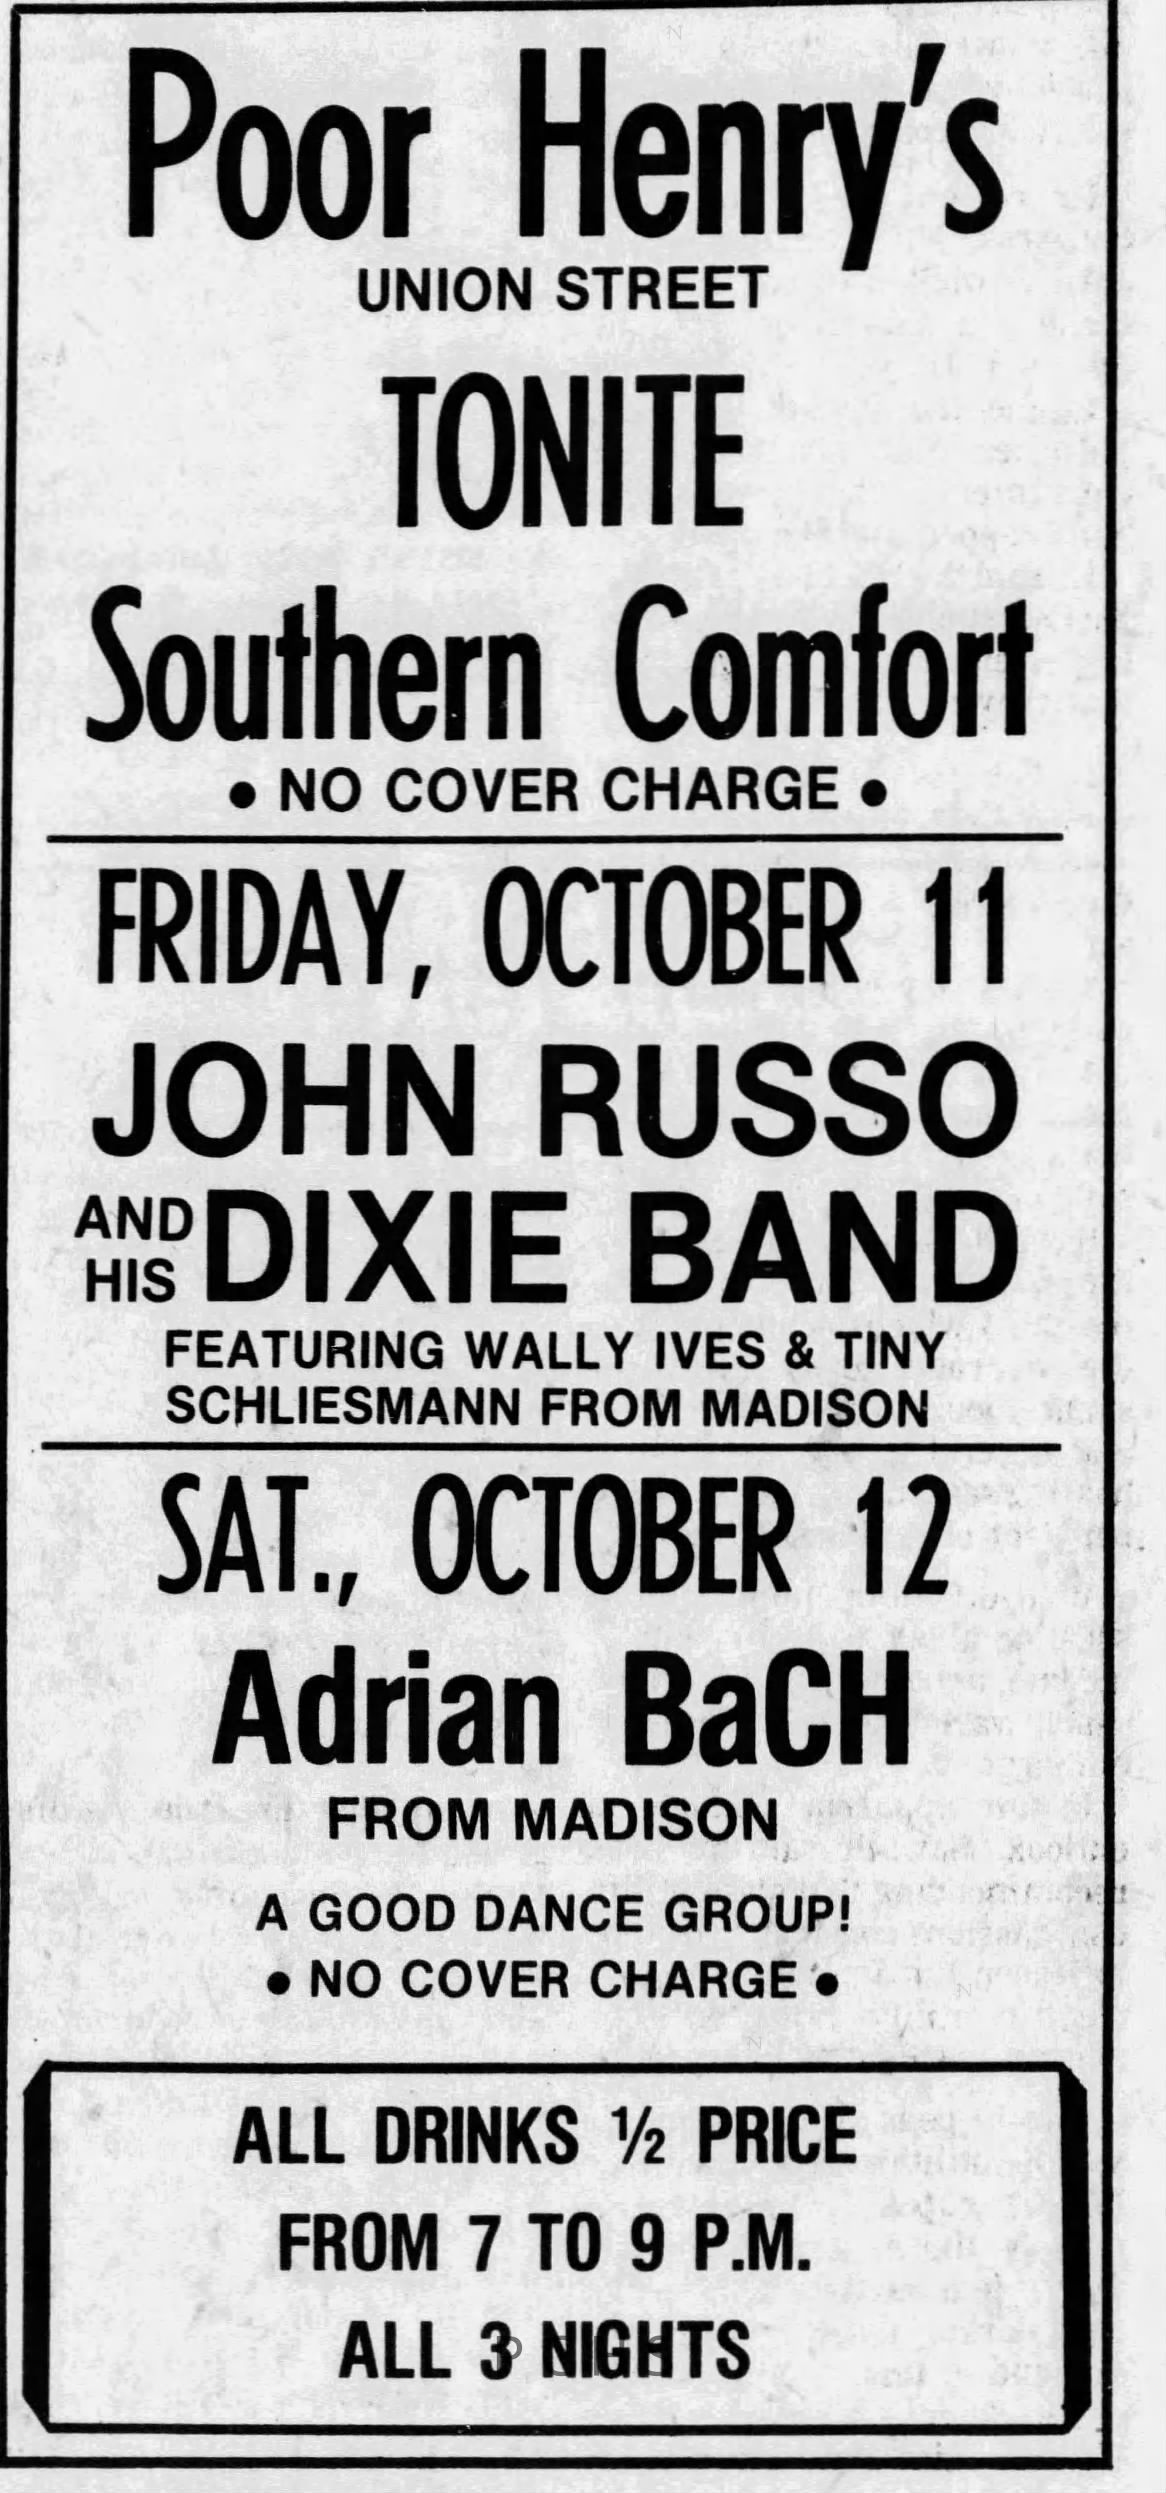 Poor Henry's
UNION STREET
TONITE
Southern Comfort
• NO COVER CHARGE •
FRIDAY, OCTOBER 11
JOHN RUSSO
AND HIS DIXIE BAND
FEATURING WALLY IVES & TINY
SCHLIESMANN FROM MADISON
SAT., OCTOBER 12
Adrian BaCH
FROM MADISON
A GOOD DANCE GROUP!
• NO COVER CHARGE •
ALL DRINKS ½ PRICE
FROM 7 TO 9 P.M.
ALL 3 NIGHTS